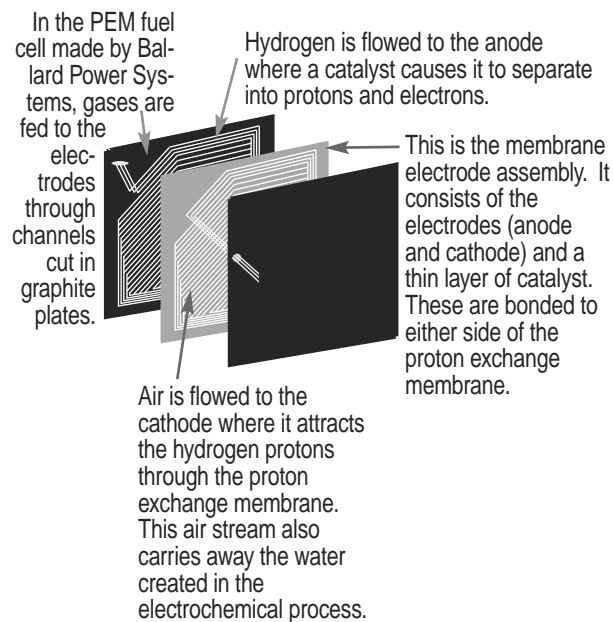 In the PEM fuel
cell made by Bal-
lard Power Sys-
tems, gases are
fed to the
elec-
trodes
through
channels
cut in
graphite
plates.
Hydrogen is flowed to the anode
where a catalyst causes it to separate
into protons and electrons.
This is the membrane
electrode assembly. It
consists of the
electrodes (anode
and cathode) and a
thin layer of catalyst.
These are bonded to
either side of the
proton exchange
membrane.
Air is flowed to the
cathode where it attracts
the hydrogen protons
through the proton
exchange membrane.
This air stream also
carries away the water
created in the
electrochemical process.